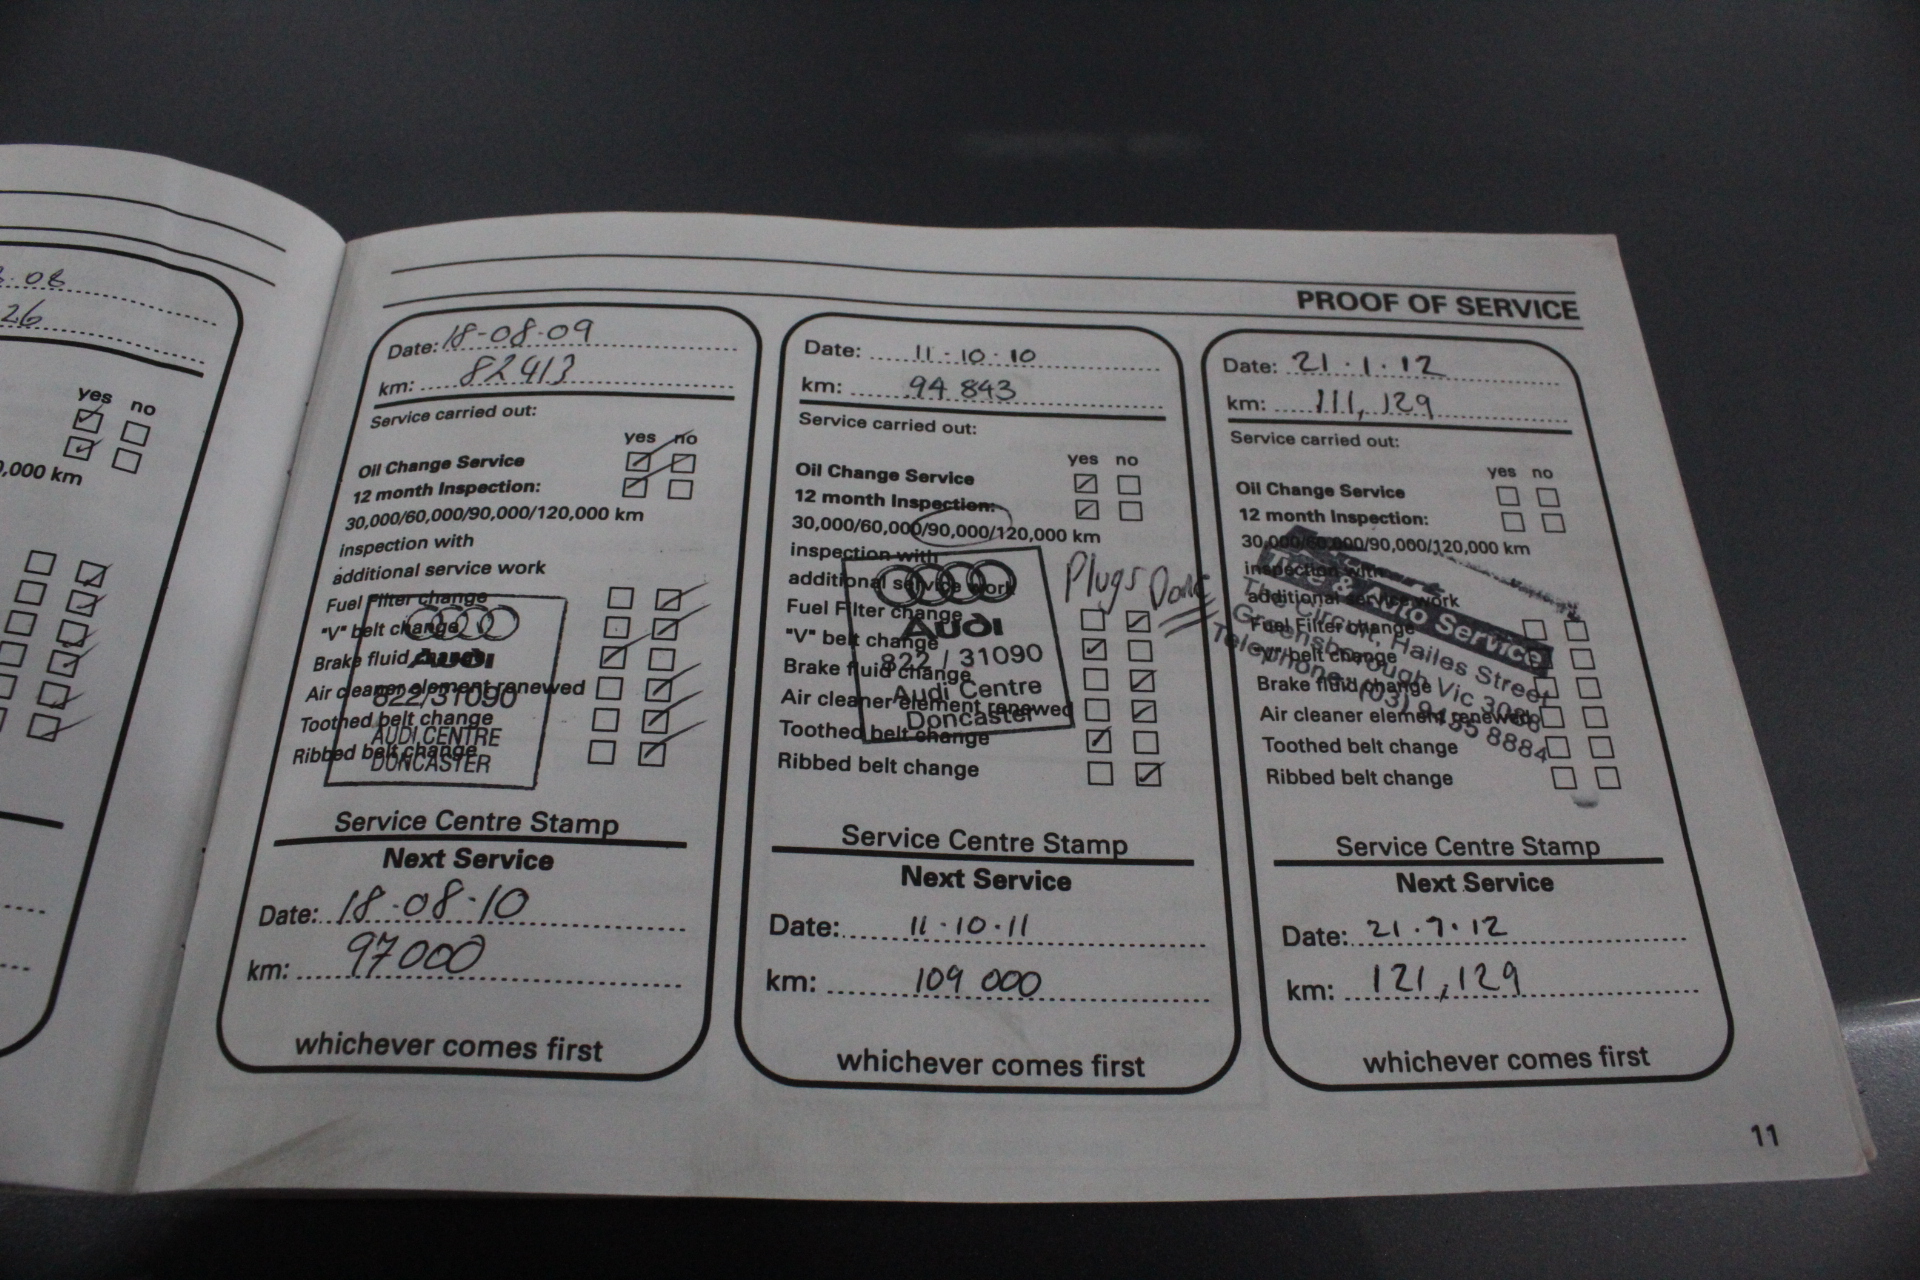 08
26
yes no
,000 km
PROOF OF SERVICE
Date: 18-08-09
km: 82413
Service carried out:
yes no
Oil Change Service
12 month Inspection:
30,000/60,000/90,000/120,000 km
inspection with
additional service work
Fuel Filter change
"V" belt change
Brake fluid change
Air cleaner element renewed
Toothed belt change
Ribbed belt change
Audi
822/31090
AUDI CENTRE
DONCASTER
Service Centre Stamp
Next Service
Date: 18-08-10
km: 97000
whichever comes first
Date: 11-10-10
km: 94 843
Service carried out:
yes no
Oil Change Service
12 month Inspection:
30,000/60,000/90,000/120,000 km
inspection with
additional service work
Plugs Done
Fuel Filter change
"V" belt change
Brake fluid change
Air cleaner element renewed
Toothed belt change
Ribbed belt change
Audi
822 / 31090
Audi Centre
Doncaster
Service Centre Stamp
Next Service
Date: 11-10-11
km: 109 000
whichever comes first
Date: 21.1.12
km: 111,129
Service carried out:
yes no
Oil Change Service
12 month Inspection:
30,000/60,000/90,000/120,000 km
inspection with
additional service work
Fuel Filter change
"V" belt change
Brake fluid change
Air cleaner element renewed
Toothed belt change
Ribbed belt change
Tyre & Auto Service
The Circuit, Hailes Street
Greensborough Vic 3088
Telephone: (03) 9435 8884
Service Centre Stamp
Next Service
Date: 21.7.12
km: 121,129
whichever comes first
11